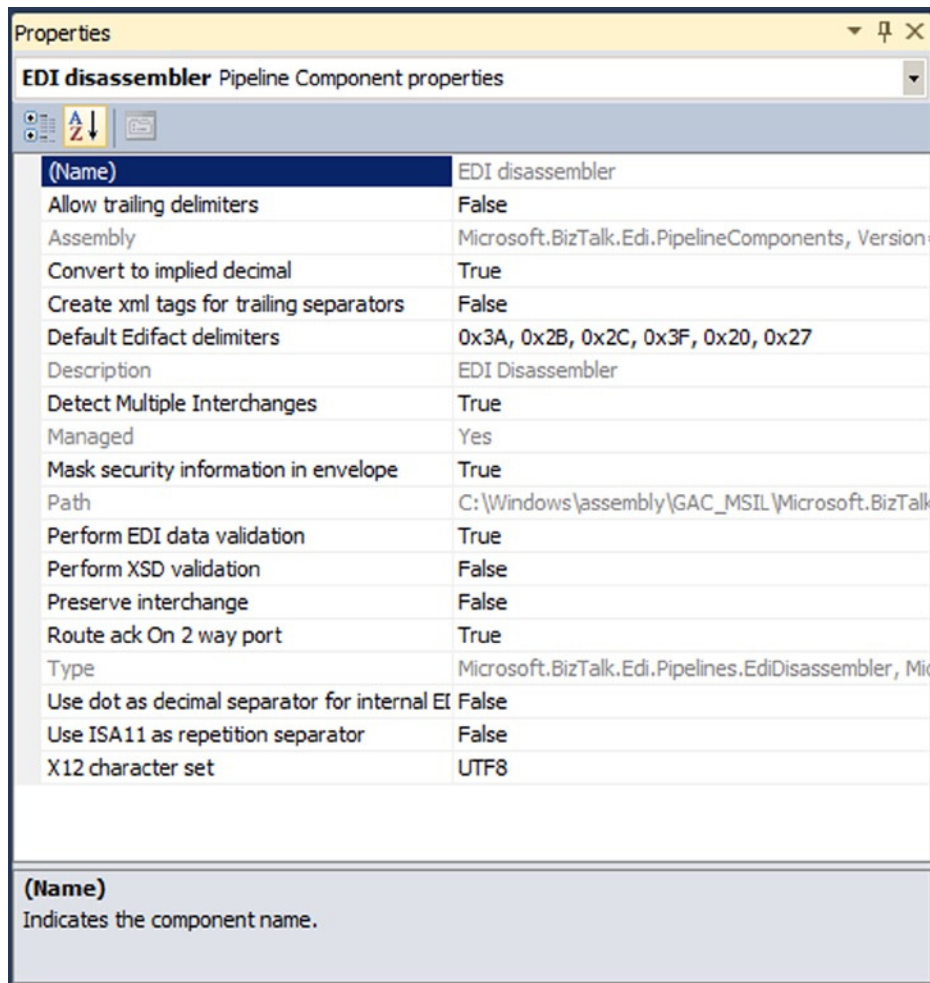 Properties
EDI disassembler Pipeline Component properties
(Name) EDI disassembler
Allow trailing delimiters False
Assembly Microsoft.BizTalk.Edi.PipelineComponents, Version=
Convert to implied decimal True
Create xml tags for trailing separators False
Default Edifact delimiters 0x3A, 0x2B, 0x2C, 0x3F, 0x20, 0x27
Description EDI Disassembler
Detect Multiple Interchanges True
Managed Yes
Mask security information in envelope True
Path C:\Windows\assembly\GAC_MSIL\Microsoft.BizTalk
Perform EDI data validation True
Perform XSD validation False
Preserve interchange False
Route ack On 2 way port True
Type Microsoft.BizTalk.Edi.Pipelines.EdiDisassembler, Mic
Use dot as decimal separator for internal EI False
Use ISA11 as repetition separator False
X12 character set UTF8
(Name)
Indicates the component name.